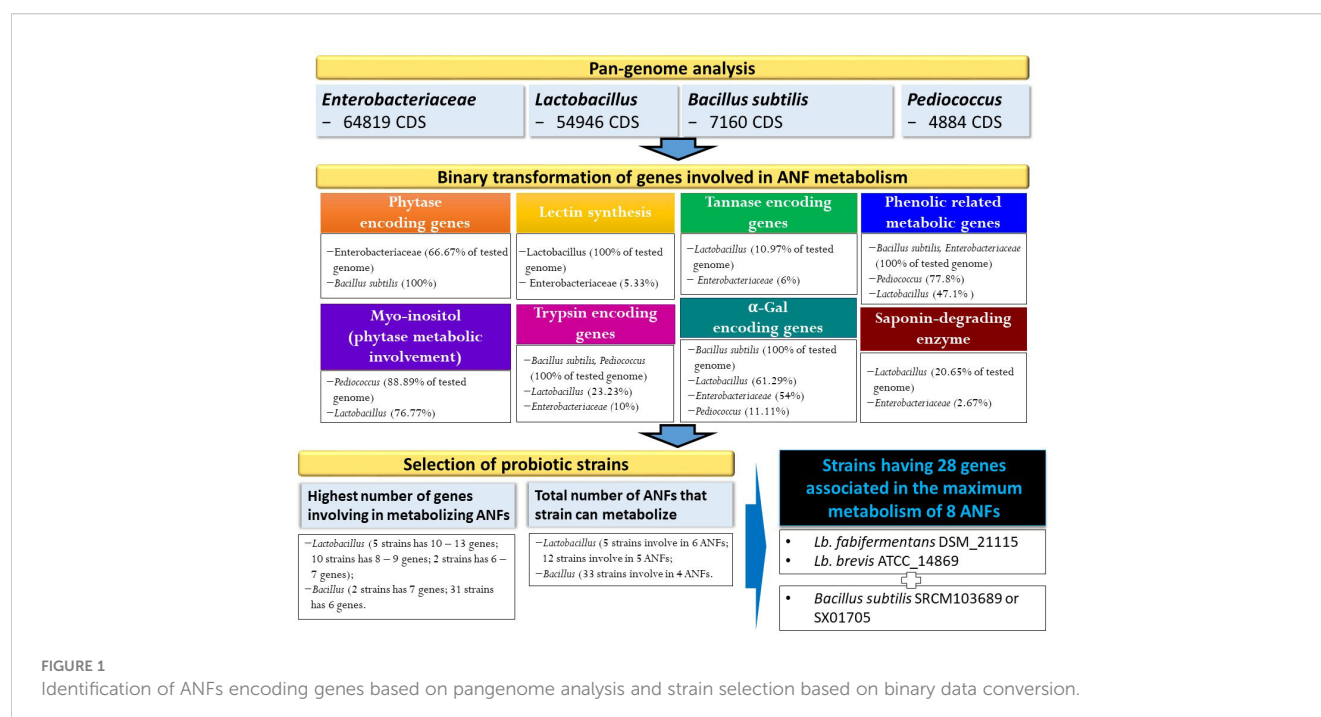 Pan-genome analysis
Enterobacteriaceae
– 64819 CDS
Lactobacillus
– 54946 CDS
Bacillus subtilis
– 7160 CDS
Pediococcus
– 4884 CDS
Binary transformation of genes involved in ANF metabolism
Phytase
encoding genes
–Enterobacteriaceae (66.67% of tested
genome)
–Bacillus subtilis (100%)
Lectin synthesis
–Lactobacillus (100% of tested
genome)
–Enterobacteriaceae (5.33%)
Tannase encoding
genes
–Lactobacillus (10.97% of tested
genome)
– Enterobacteriaceae (6%)
Phenolic related
metabolic genes
–Bacillus subtilis, Enterobacteriaceae
(100% of tested genome)
–Pediococcus (77.8%)
–Lactobacillus (47.1% )
Myo-inositol
(phytase metabolic
involvement)
–Pediococcus (88.89% of tested
genome)
–Lactobacillus (76.77%)
Trypsin encoding
genes
–Bacillus subtilis, Pediococcus
(100% of tested genome)
–Lactobacillus (23.23%)
–Enterobacteriaceae (10%)
α-Gal
encoding genes
–Bacillus subtilis (100% of tested
genome)
–Lactobacillus (61.29%)
–Enterobacteriaceae (54%)
–Pediococcus (11.11%)
Saponin-degrading
enzyme
–Lactobacillus (20.65% of tested
genome)
–Enterobacteriaceae (2.67%)
Selection of probiotic strains
Highest number of genes
involving in metabolizing ANFs
–Lactobacillus (5 strains has 10 – 13 genes;
10 strains has 8 – 9 genes; 2 strains has 6 –
7 genes);
–Bacillus (2 strains has 7 genes; 31 strains
has 6 genes.
Total number of ANFs that
strain can metabolize
–Lactobacillus (5 strains involve in 6 ANFs;
12 strains involve in 5 ANFs;
–Bacillus (33 strains involve in 4 ANFs.
Strains having 28 genes
associated in the maximum
metabolism of 8 ANFs
• Lb. fabifermentans DSM_21115
• Lb. brevis ATCC_14869
• Bacillus subtilis SRCM103689 or
SX01705
FIGURE 1
Identification of ANFs encoding genes based on pangenome analysis and strain selection based on binary data conversion.